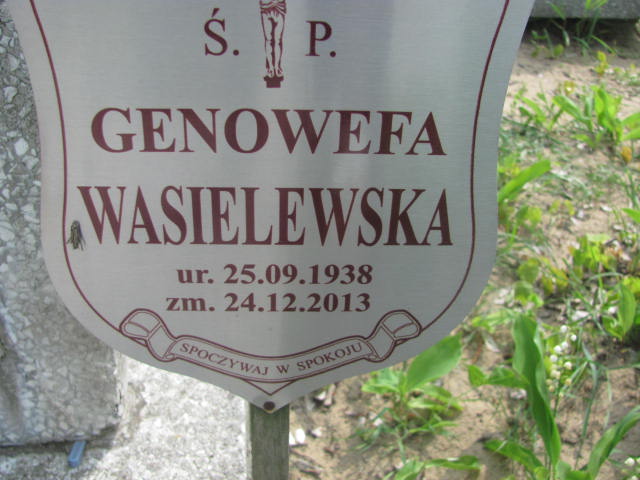 Ś. P.
GENOWEFA
WASIELEWSKA
ur. 25.09.1938
zm. 24.12.2013
SPOCZYWAJ W SPOKOJU